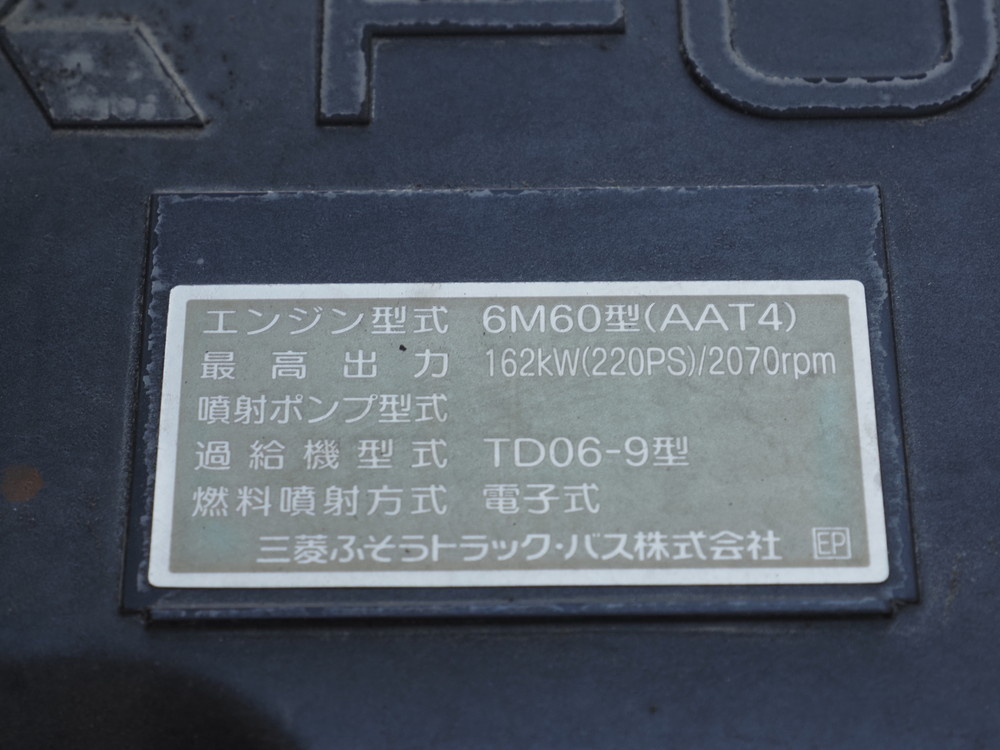 エンジン型式 6M60型(AAT4)
最高出力 162kW(220PS)/2070rpm
噴射ポンプ型式
過給機型式 TD06-9型
燃料噴射方式 電子式
三菱ふそうトラック・バス株式会社 EP